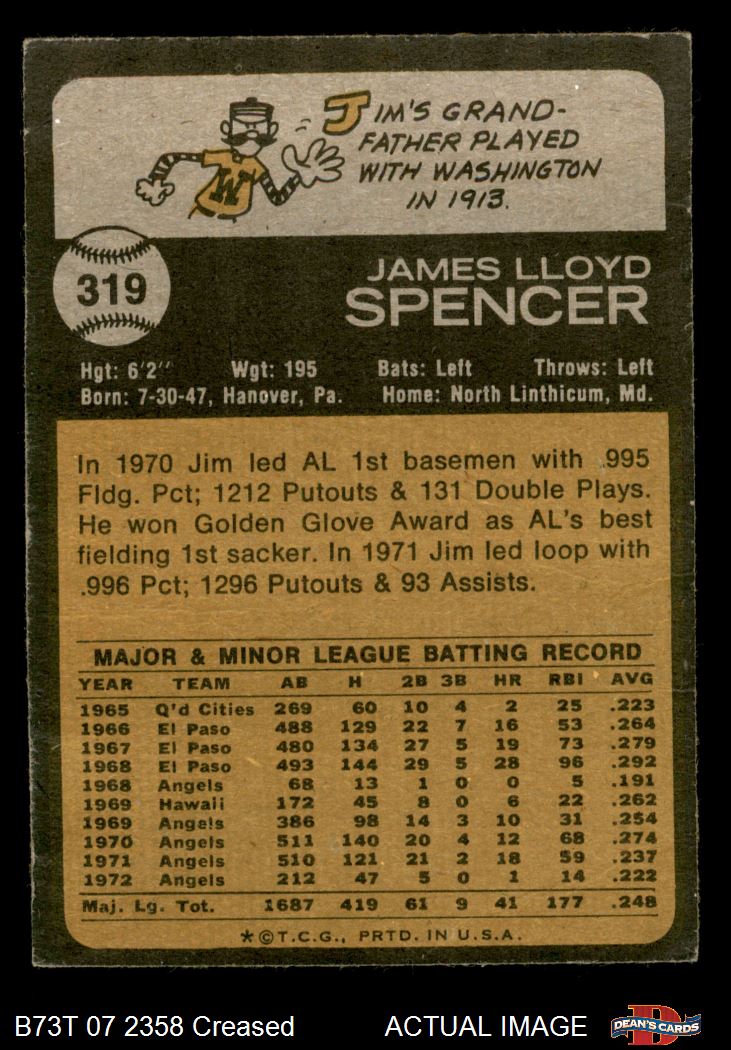 JIM'S GRAND-
FATHER PLAYED
WITH WASHINGTON
IN 1913.
W
319
JAMES LLOYD
SPENCER
Hgt: 6'2" Wgt: 195 Bats: Left Throws: Left
Born: 7-30-47, Hanover, Pa. Home: North Linthicum, Md.
In 1970 Jim led AL 1st basemen with .995
Fldg. Pct; 1212 Putouts & 131 Double Plays.
He won Golden Glove Award as AL's best
fielding 1st sacker. In 1971 Jim led loop with
.996 Pct; 1296 Putouts & 93 Assists.
MAJOR & MINOR LEAGUE BATTING RECORD
YEAR TEAM AB H 2B 3B HR RBI AVG
1965 Q'd Cities 269 60 10 4 2 25 .223
1966 El Paso 488 129 22 7 16 53 .264
1967 El Paso 480 134 27 5 19 73 .279
1968 El Paso 493 144 29 5 28 96 .292
1968 Angels 68 13 1 0 0 5 .191
1969 Hawaii 172 45 8 0 6 22 .262
1969 Angels 386 98 14 3 10 31 .254
1970 Angels 511 140 20 4 12 68 .274
1971 Angels 510 121 21 2 18 59 .237
1972 Angels 212 47 5 0 1 14 .222
Maj. Lg. Tot. 1687 419 61 9 41 177 .248
*©T.C.G., PRTD. IN U.S.A.
B73T 07 2358 Creased ACTUAL IMAGE
D
DEAN'S CARDS